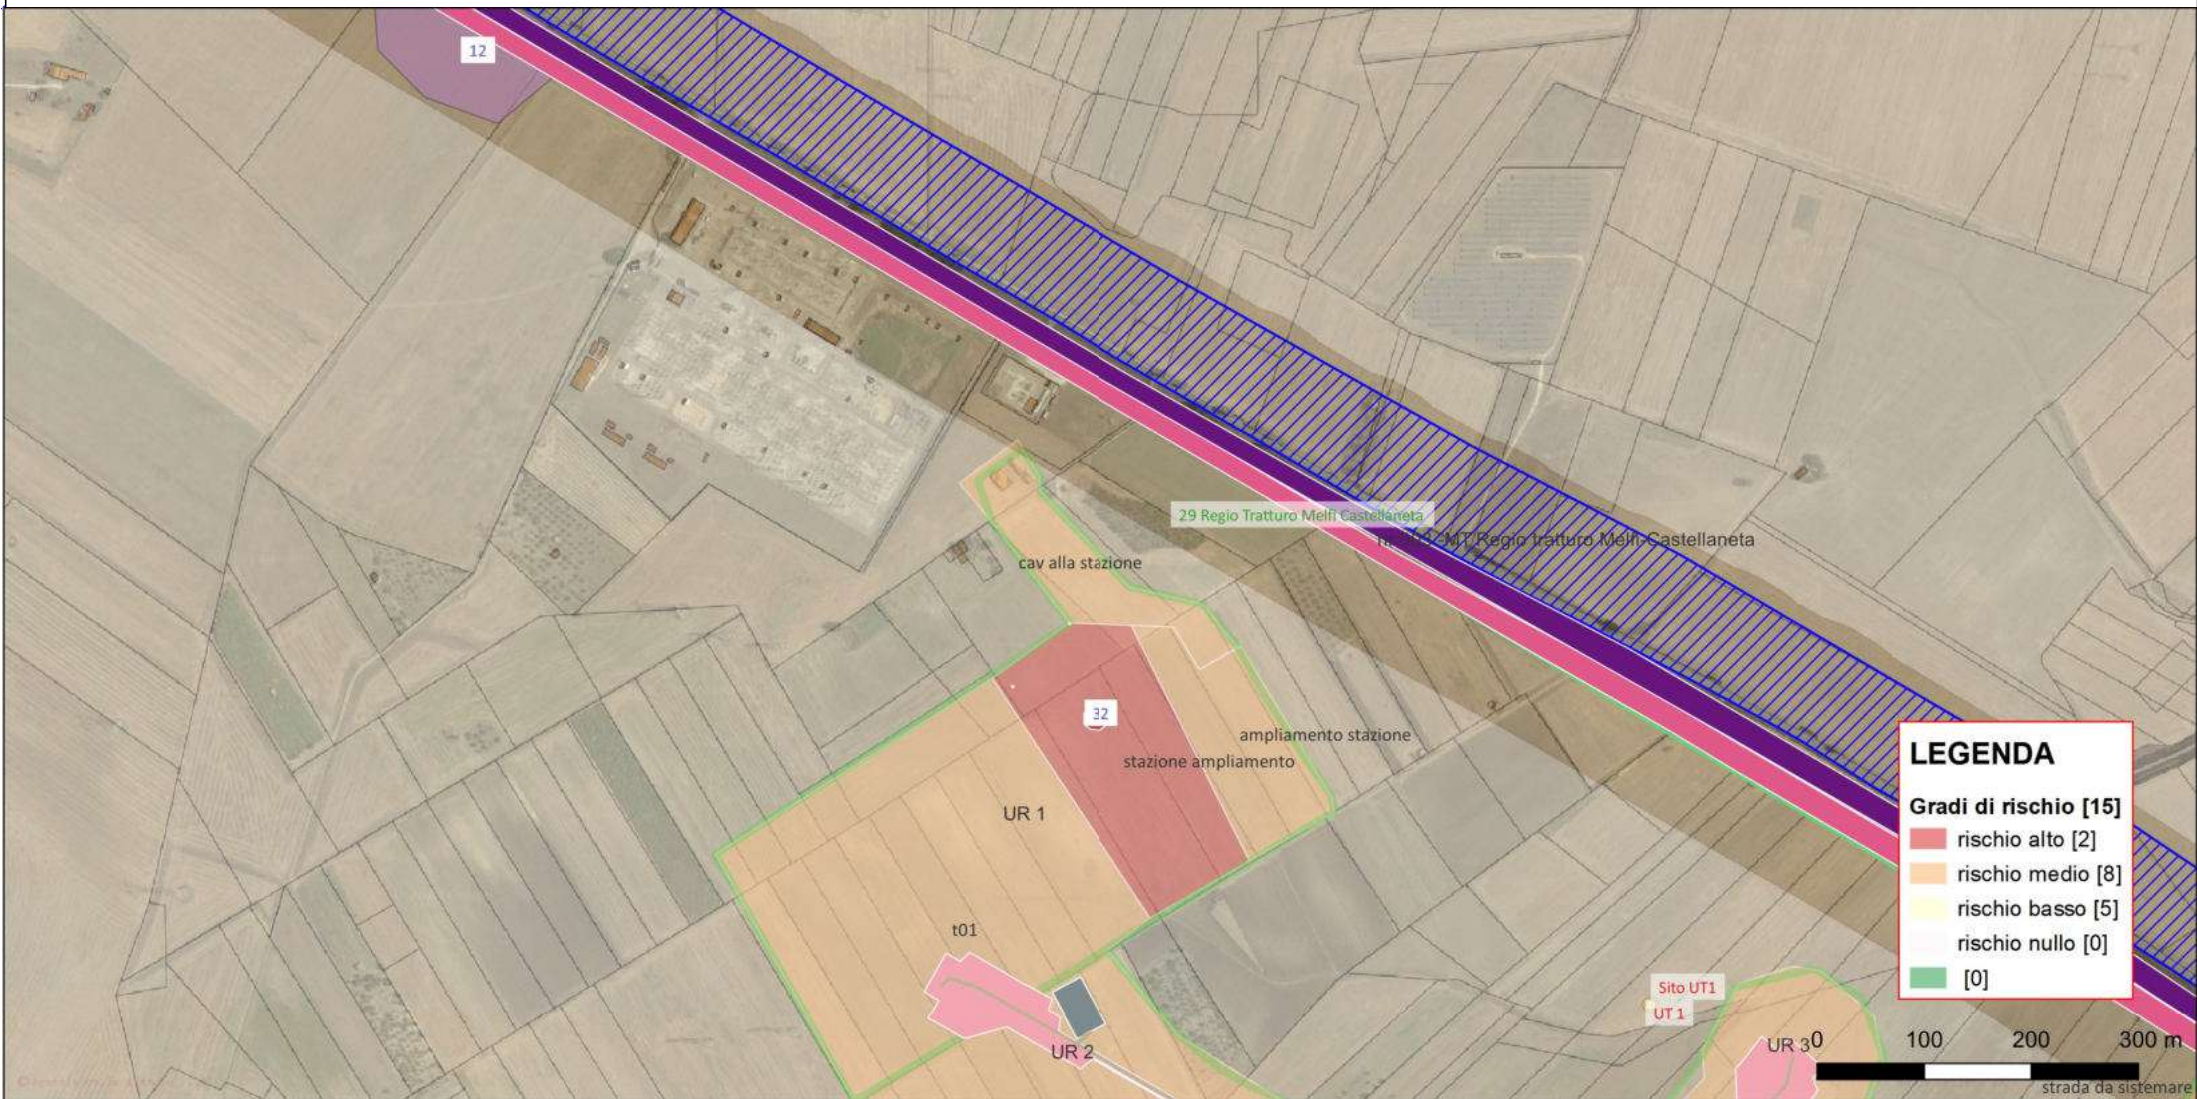 12
29 Regio Tratturo Melfi Castellaneta
-MT Regio tratturo Melfi-Castellaneta
cav alla stazione
32
ampliamento stazione
stazione ampliamento
UR 1
t01
UR 2
Sito UT1
UT 1
UR 3
LEGENDA
Gradi di rischio [15]
rischio alto [2]
rischio medio [8]
rischio basso [5]
rischio nullo [0]
[0]
0 100 200 300 m
strada da sistemare